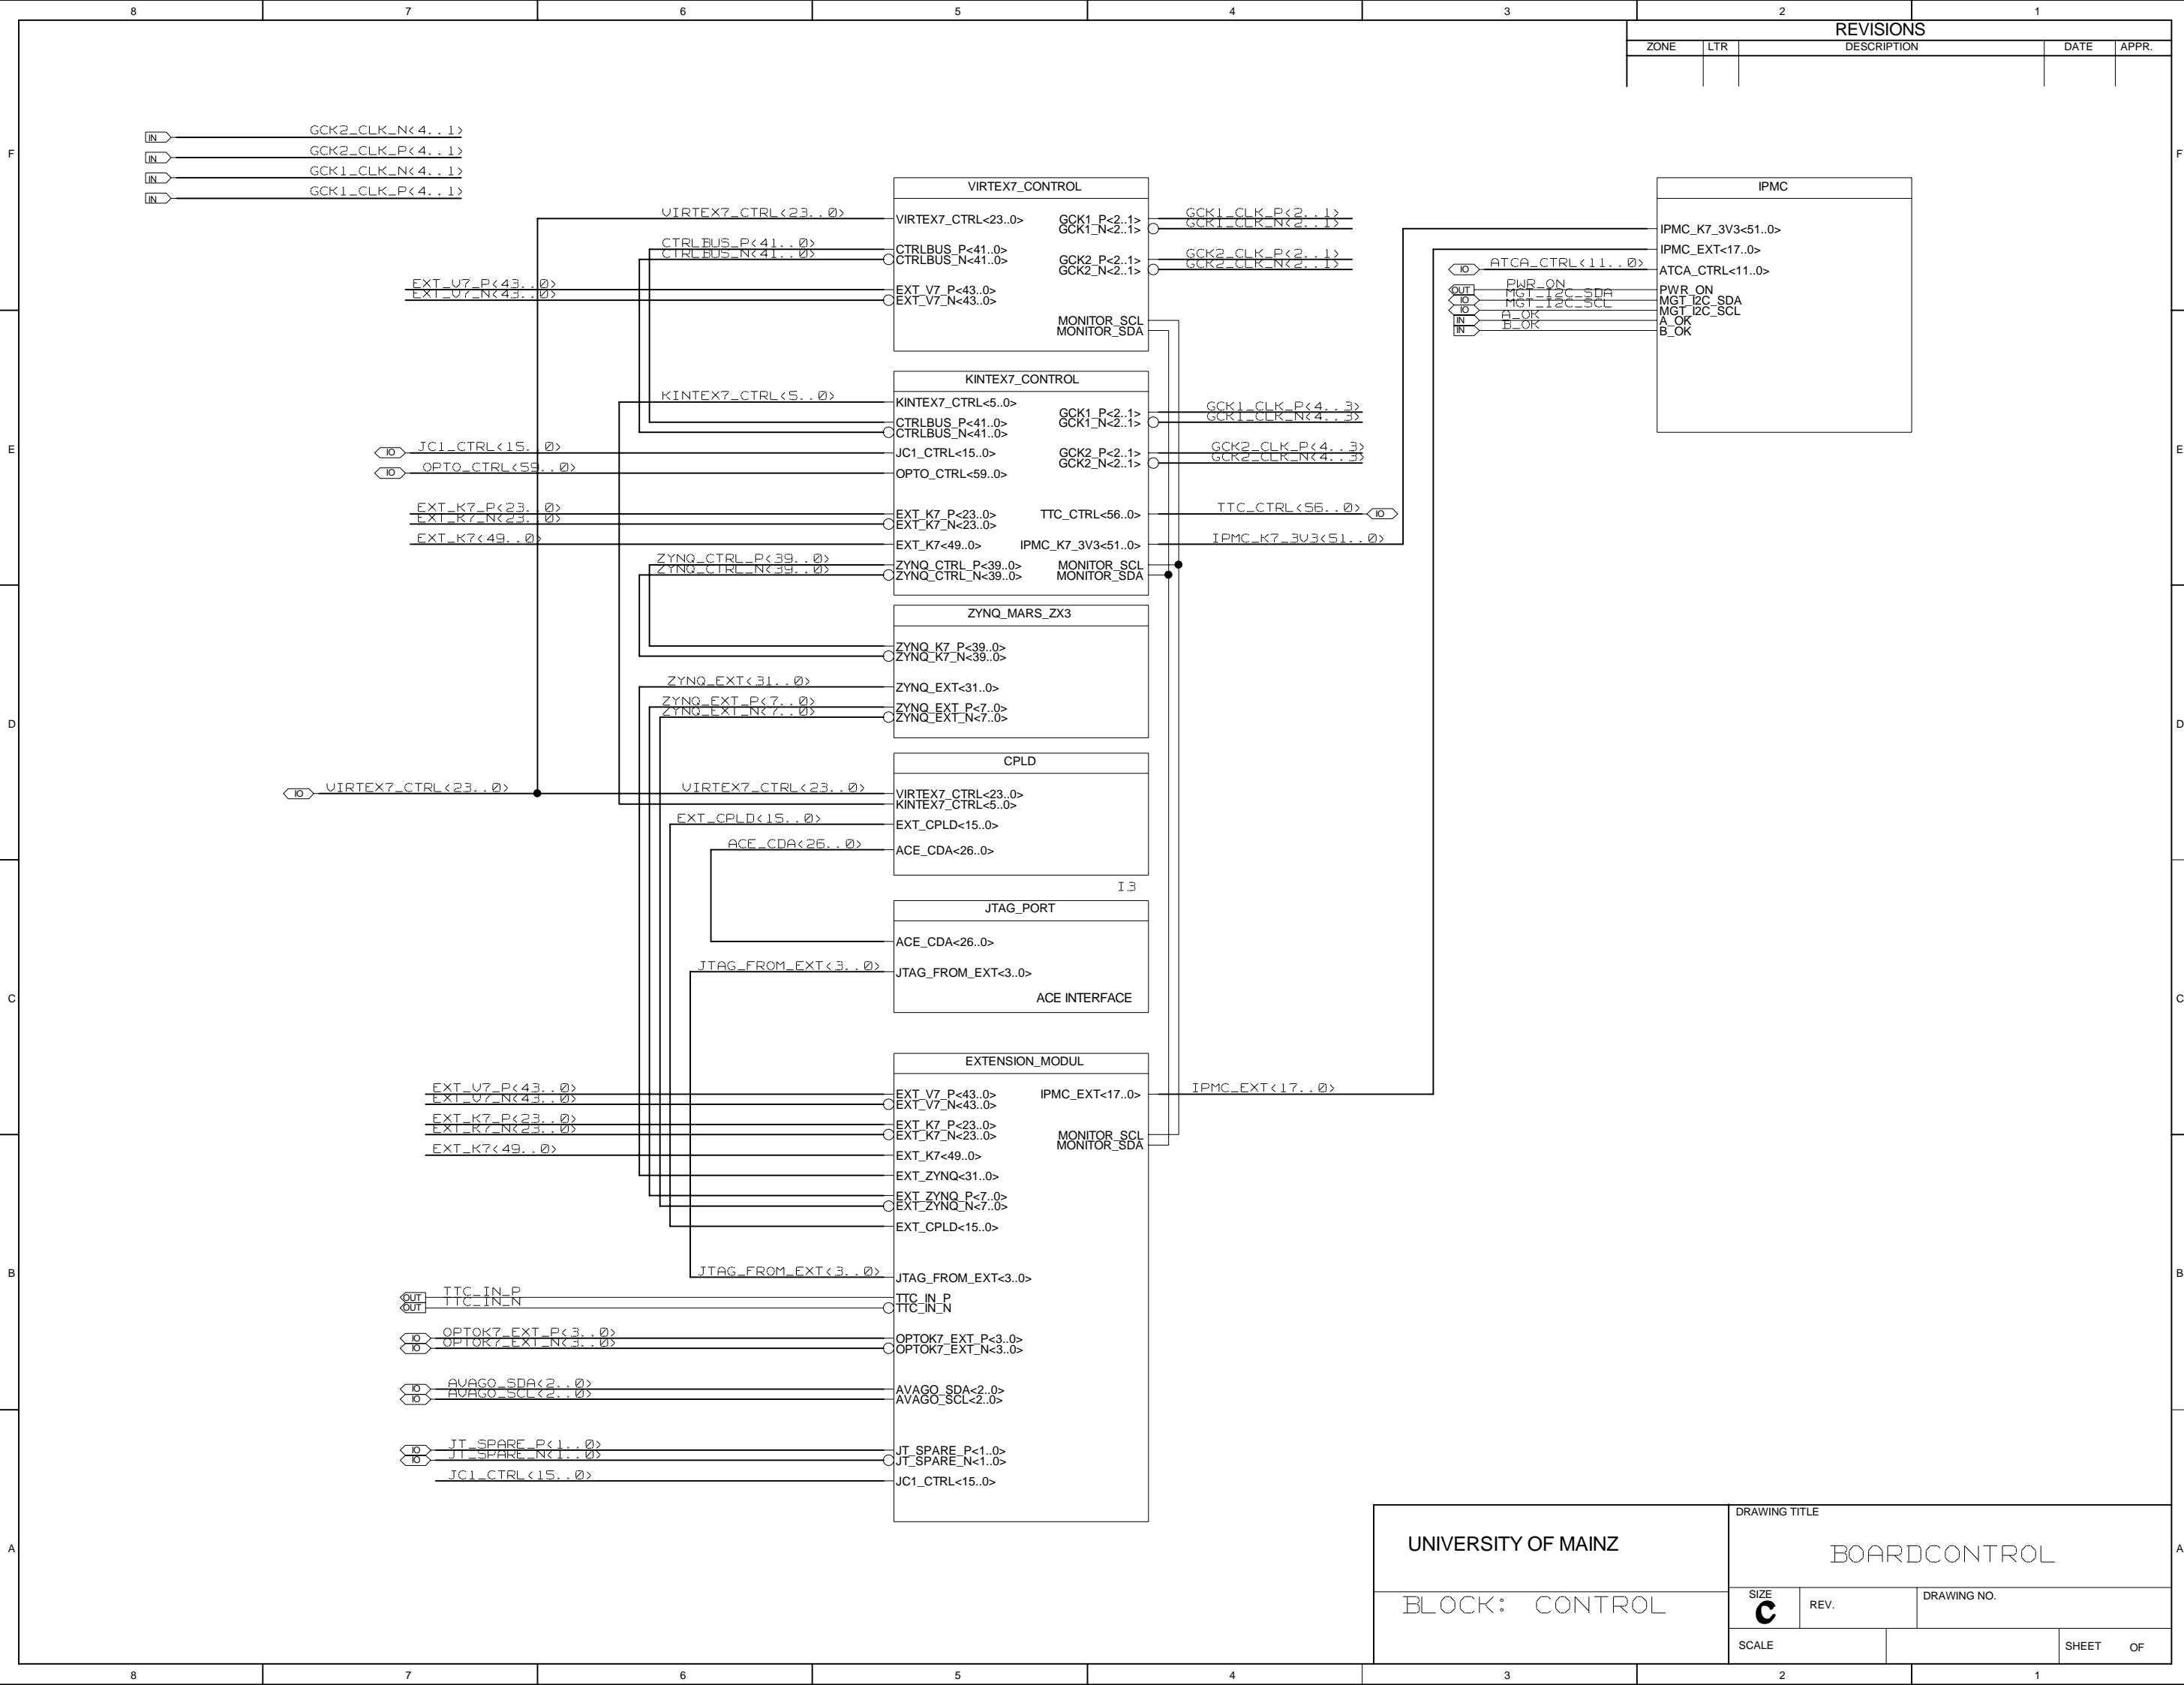 8 7 6 5 4 3 2 1
REVISIONS
ZONE LTR DESCRIPTION DATE APPR.
F F
E E
D D
C C
B B
A A
IN GCK2_CLK_N<4..1>
IN GCK2_CLK_P<4..1>
IN GCK1_CLK_N<4..1>
IN GCK1_CLK_P<4..1>
VIRTEX7_CONTROL
VIRTEX7_CTRL<23..0> VIRTEX7_CTRL<23..0> GCK1_P<2..1> GCK1_CLK_P<2..1>
GCK1_N<2..1> GCK1_CLK_N<2..1>
CTRLBUS_P<41..0> CTRLBUS_P<41..0>
CTRLBUS_N<41..0> CTRLBUS_N<41..0>
GCK2_P<2..1> GCK2_CLK_P<2..1>
GCK2_N<2..1> GCK2_CLK_N<2..1>
EXT_V7_P<43..0> EXT_V7_P<43..0>
EXT_V7_N<43..0> EXT_V7_N<43..0>
MONITOR_SCL
MONITOR_SDA
IPMC
IPMC_K7_3V3<51..0>
IPMC_EXT<17..0>
IO ATCA_CTRL<11..0> ATCA_CTRL<11..0>
OUT PWR_ON PWR_ON
IO MGT_I2C_SDA MGT_I2C_SDA
IO MGT_I2C_SCL MGT_I2C_SCL
IN A_OK A_OK
IN B_OK B_OK
KINTEX7_CONTROL
KINTEX7_CTRL<5..0> KINTEX7_CTRL<5..0>
GCK1_P<2..1> GCK1_CLK_P<4..3>
GCK1_N<2..1> GCK1_CLK_N<4..3>
CTRLBUS_P<41..0>
CTRLBUS_N<41..0>
IO JC1_CTRL<15..0> JC1_CTRL<15..0>
GCK2_P<2..1> GCK2_CLK_P<4..3>
GCK2_N<2..1> GCK2_CLK_N<4..3>
IO OPTO_CTRL<59..0> OPTO_CTRL<59..0>
EXT_K7_P<23..0> EXT_K7_P<23..0> TTC_CTRL<56..0> TTC_CTRL<56..0> IO
EXT_K7_N<23..0> EXT_K7_N<23..0>
EXT_K7<49..0> EXT_K7<49..0> IPMC_K7_3V3<51..0> IPMC_K7_3V3<51..0>
ZYNQ_CTRL_P<39..0> ZYNQ_CTRL_P<39..0> MONITOR_SCL
ZYNQ_CTRL_N<39..0> ZYNQ_CTRL_N<39..0> MONITOR_SDA
ZYNQ_MARS_ZX3
ZYNQ_K7_P<39..0>
ZYNQ_K7_N<39..0>
ZYNQ_EXT<31..0> ZYNQ_EXT<31..0>
ZYNQ_EXT_P<7..0> ZYNQ_EXT_P<7..0>
ZYNQ_EXT_N<7..0> ZYNQ_EXT_N<7..0>
CPLD
IO VIRTEX7_CTRL<23..0> VIRTEX7_CTRL<23..0> VIRTEX7_CTRL<23..0>
KINTEX7_CTRL<5..0>
EXT_CPLD<15..0> EXT_CPLD<15..0>
ACE_CDA<26..0> ACE_CDA<26..0>
I3
JTAG_PORT
ACE_CDA<26..0>
JTAG_FROM_EXT<3..0> JTAG_FROM_EXT<3..0>
ACE INTERFACE
EXTENSION_MODUL
EXT_V7_P<43..0> EXT_V7_P<43..0> IPMC_EXT<17..0> IPMC_EXT<17..0>
EXT_V7_N<43..0> EXT_V7_N<43..0>
EXT_K7_P<23..0> EXT_K7_P<23..0>
EXT_K7_N<23..0> EXT_K7_N<23..0> MONITOR_SCL
MONITOR_SDA
EXT_K7<49..0> EXT_K7<49..0>
EXT_ZYNQ<31..0>
EXT_ZYNQ_P<7..0>
EXT_ZYNQ_N<7..0>
EXT_CPLD<15..0>
JTAG_FROM_EXT<3..0> JTAG_FROM_EXT<3..0>
OUT TTC_IN_P TTC_IN_P
OUT TTC_IN_N TTC_IN_N
IO OPTOK7_EXT_P<3..0> OPTOK7_EXT_P<3..0>
IO OPTOK7_EXT_N<3..0> OPTOK7_EXT_N<3..0>
IO AVAGO_SDA<2..0> AVAGO_SDA<2..0>
IO AVAGO_SCL<2..0> AVAGO_SCL<2..0>
IO JT_SPARE_P<1..0> JT_SPARE_P<1..0>
IO JT_SPARE_N<1..0> JT_SPARE_N<1..0>
JC1_CTRL<15..0> JC1_CTRL<15..0>
UNIVERSITY OF MAINZ
BLOCK: CONTROL
DRAWING TITLE
BOARDCONTROL
SIZE C REV. DRAWING NO.
SCALE SHEET OF
8 7 6 5 4 3 2 1